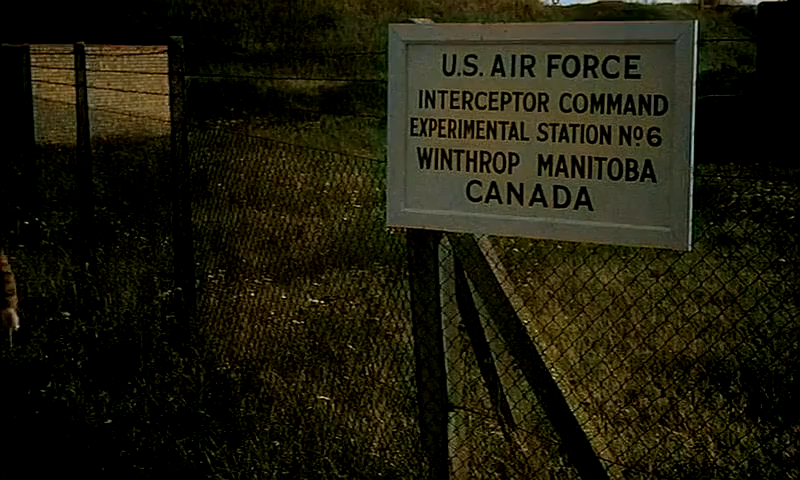 U.S. AIR FORCE
INTERCEPTOR COMMAND
EXPERIMENTAL STATION Nº6
WINTHROP MANITOBA
CANADA